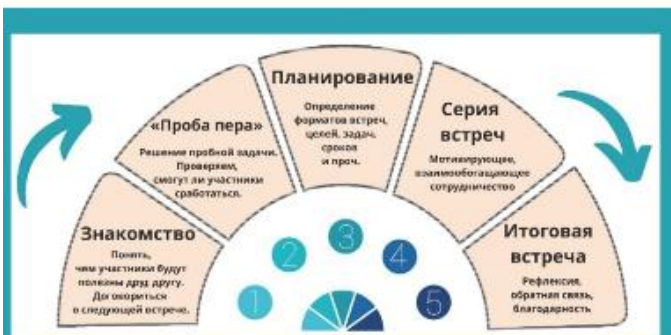 Знакомство
Понять,
чем участники будут
полезны друг другу.
Договориться
о следующей встрече.
«Проба пера»
Решение пробной задачи.
Проверяем,
смогут ли участники
сработаться.
Планирование
Определение
форматов встреч,
целей, задач,
сроков
и проч.
Серия
встреч
Мотивирующее,
взаимообогащающее
сотрудничество
Итоговая
встреча
Рефлексия,
обратная связь,
благодарность
1
2
3
4
5